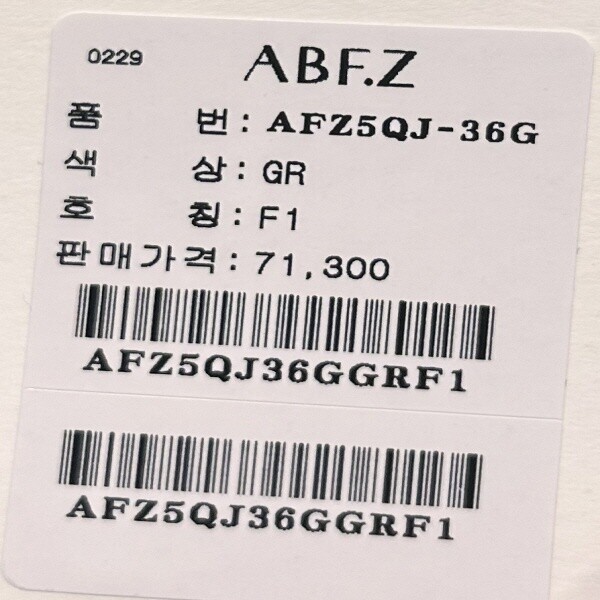 0229 ABF.Z
품 번 : AFZ5QJ-36G
색 상 : GR
호 칭 : F1
판매가격 : 71,300
AFZ5QJ36GGRF1
AFZ5QJ36GGRF1